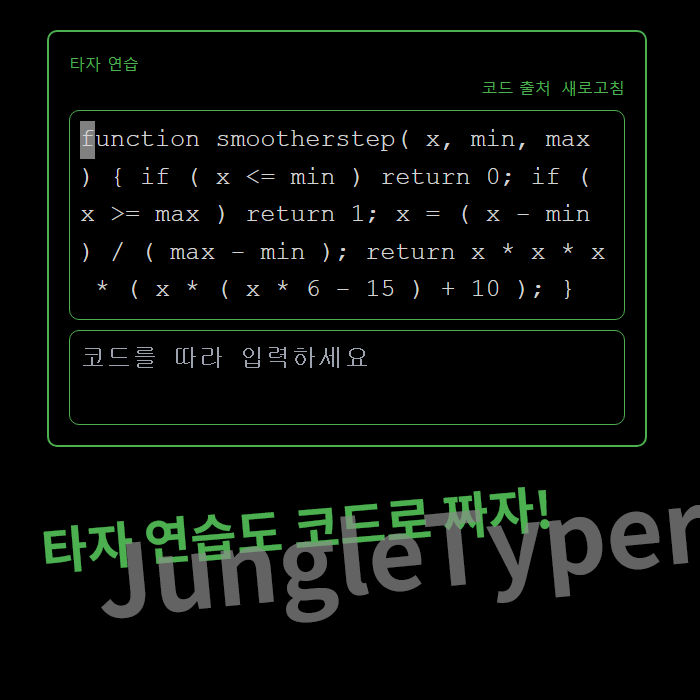 타자 연습
코드 출처 새로고침
function smootherstep( x, min, max
) { if ( x <= min ) return 0; if (
x >= max ) return 1; x = ( x - min
) / ( max - min ); return x * x * x
* ( x * ( x * 6 - 15 ) + 10 ); }
코드를 따라 입력하세요
타자 연습도 코드로 짜자!
JungleTyper